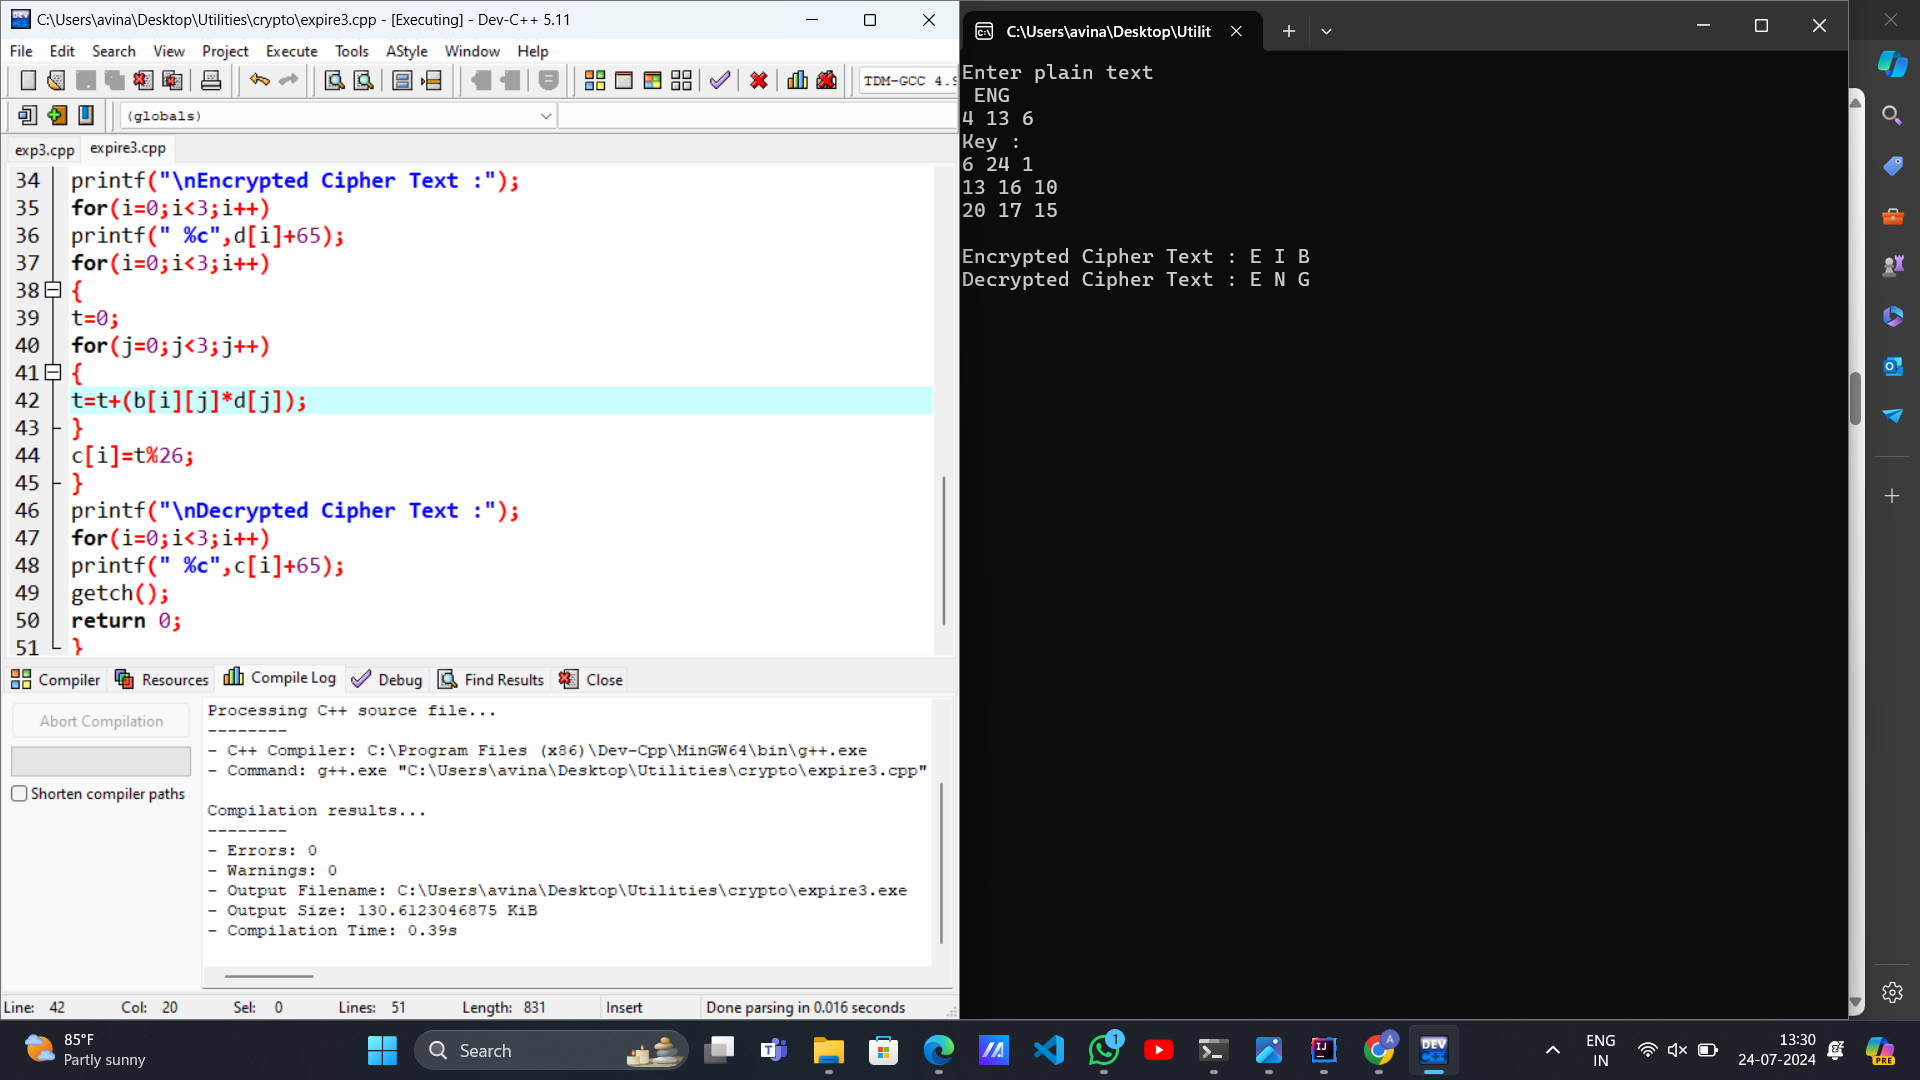 C:\Users\avina\Desktop\Utilities\crypto\expire3.cpp - [Executing] - Dev-C++ 5.11
File Edit Search View Project Execute Tools AStyle Window Help
TDM-GCC 4.9
(globals)
exp3.cpp expire3.cpp
34 printf("\nEncrypted Cipher Text :");
35 for(i=0;i<3;i++)
36 printf(" %c",d[i]+65);
37 for(i=0;i<3;i++)
38 {
39 t=0;
40 for(j=0;j<3;j++)
41 {
42 t=t+(b[i][j]*d[j]);
43 }
44 c[i]=t%26;
45 }
46 printf("\nDecrypted Cipher Text :");
47 for(i=0;i<3;i++)
48 printf(" %c",c[i]+65);
49 getch();
50 return 0;
51 }
Compiler Resources Compile Log Debug Find Results Close
Abort Compilation
Shorten compiler paths
Processing C++ source file...
--------
- C++ Compiler: C:\Program Files (x86)\Dev-Cpp\MinGW64\bin\g++.exe
- Command: g++.exe "C:\Users\avina\Desktop\Utilities\crypto\expire3.cpp"
Compilation results...
--------
- Errors: 0
- Warnings: 0
- Output Filename: C:\Users\avina\Desktop\Utilities\crypto\expire3.exe
- Output Size: 130.6123046875 KiB
- Compilation Time: 0.39s
Line: 42 Col: 20 Sel: 0 Lines: 51 Length: 831 Insert Done parsing in 0.016 seconds
C:\Users\avina\Desktop\Utilit
Enter plain text
ENG
4 13 6
Key :
6 24 1
13 16 10
20 17 15
Encrypted Cipher Text : E I B
Decrypted Cipher Text : E N G
85°F
Partly sunny
Search
1
A
IJ
DEV
C++
ENG
IN
13:30
24-07-2024
PRE